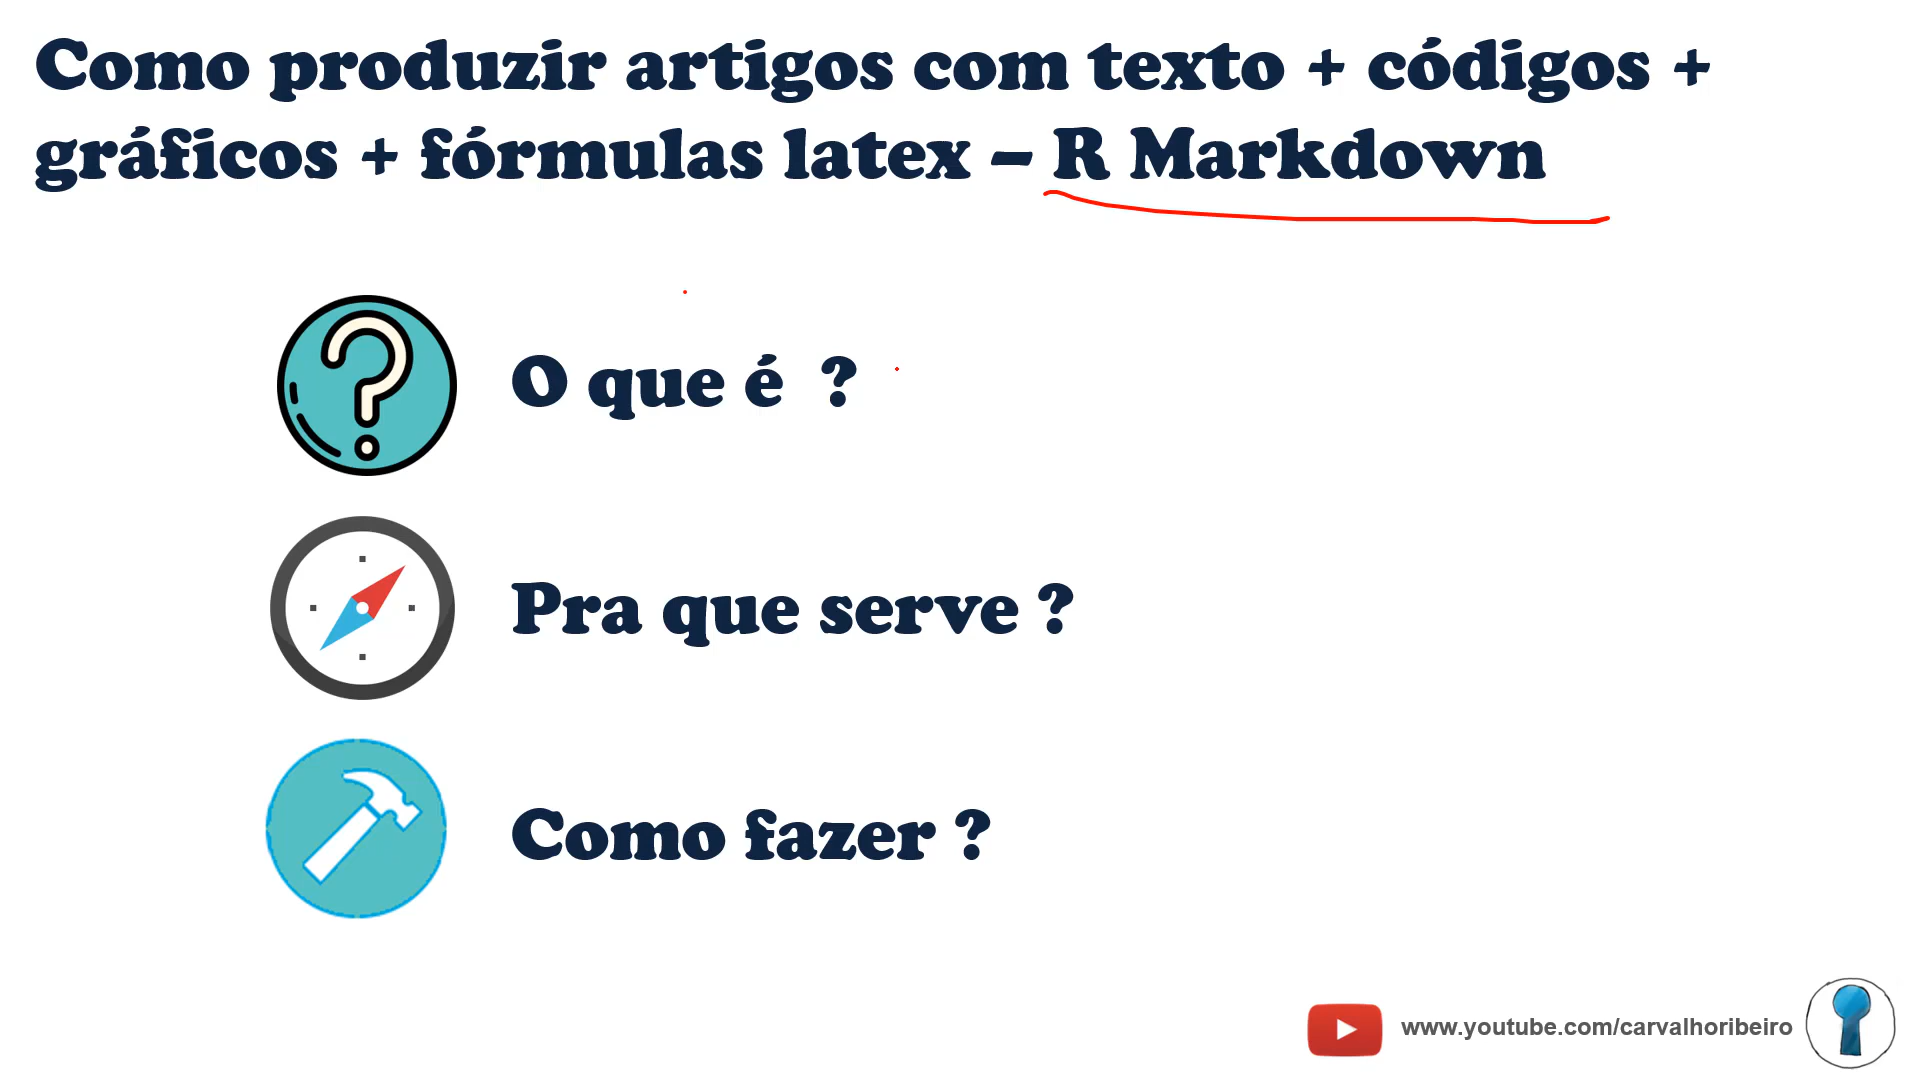 Como produzir artigos com texto + códigos +
gráficos + fórmulas latex – R Markdown
O que é ?
Pra que serve ?
Como fazer ?
www.youtube.com/carvalhoribeiro